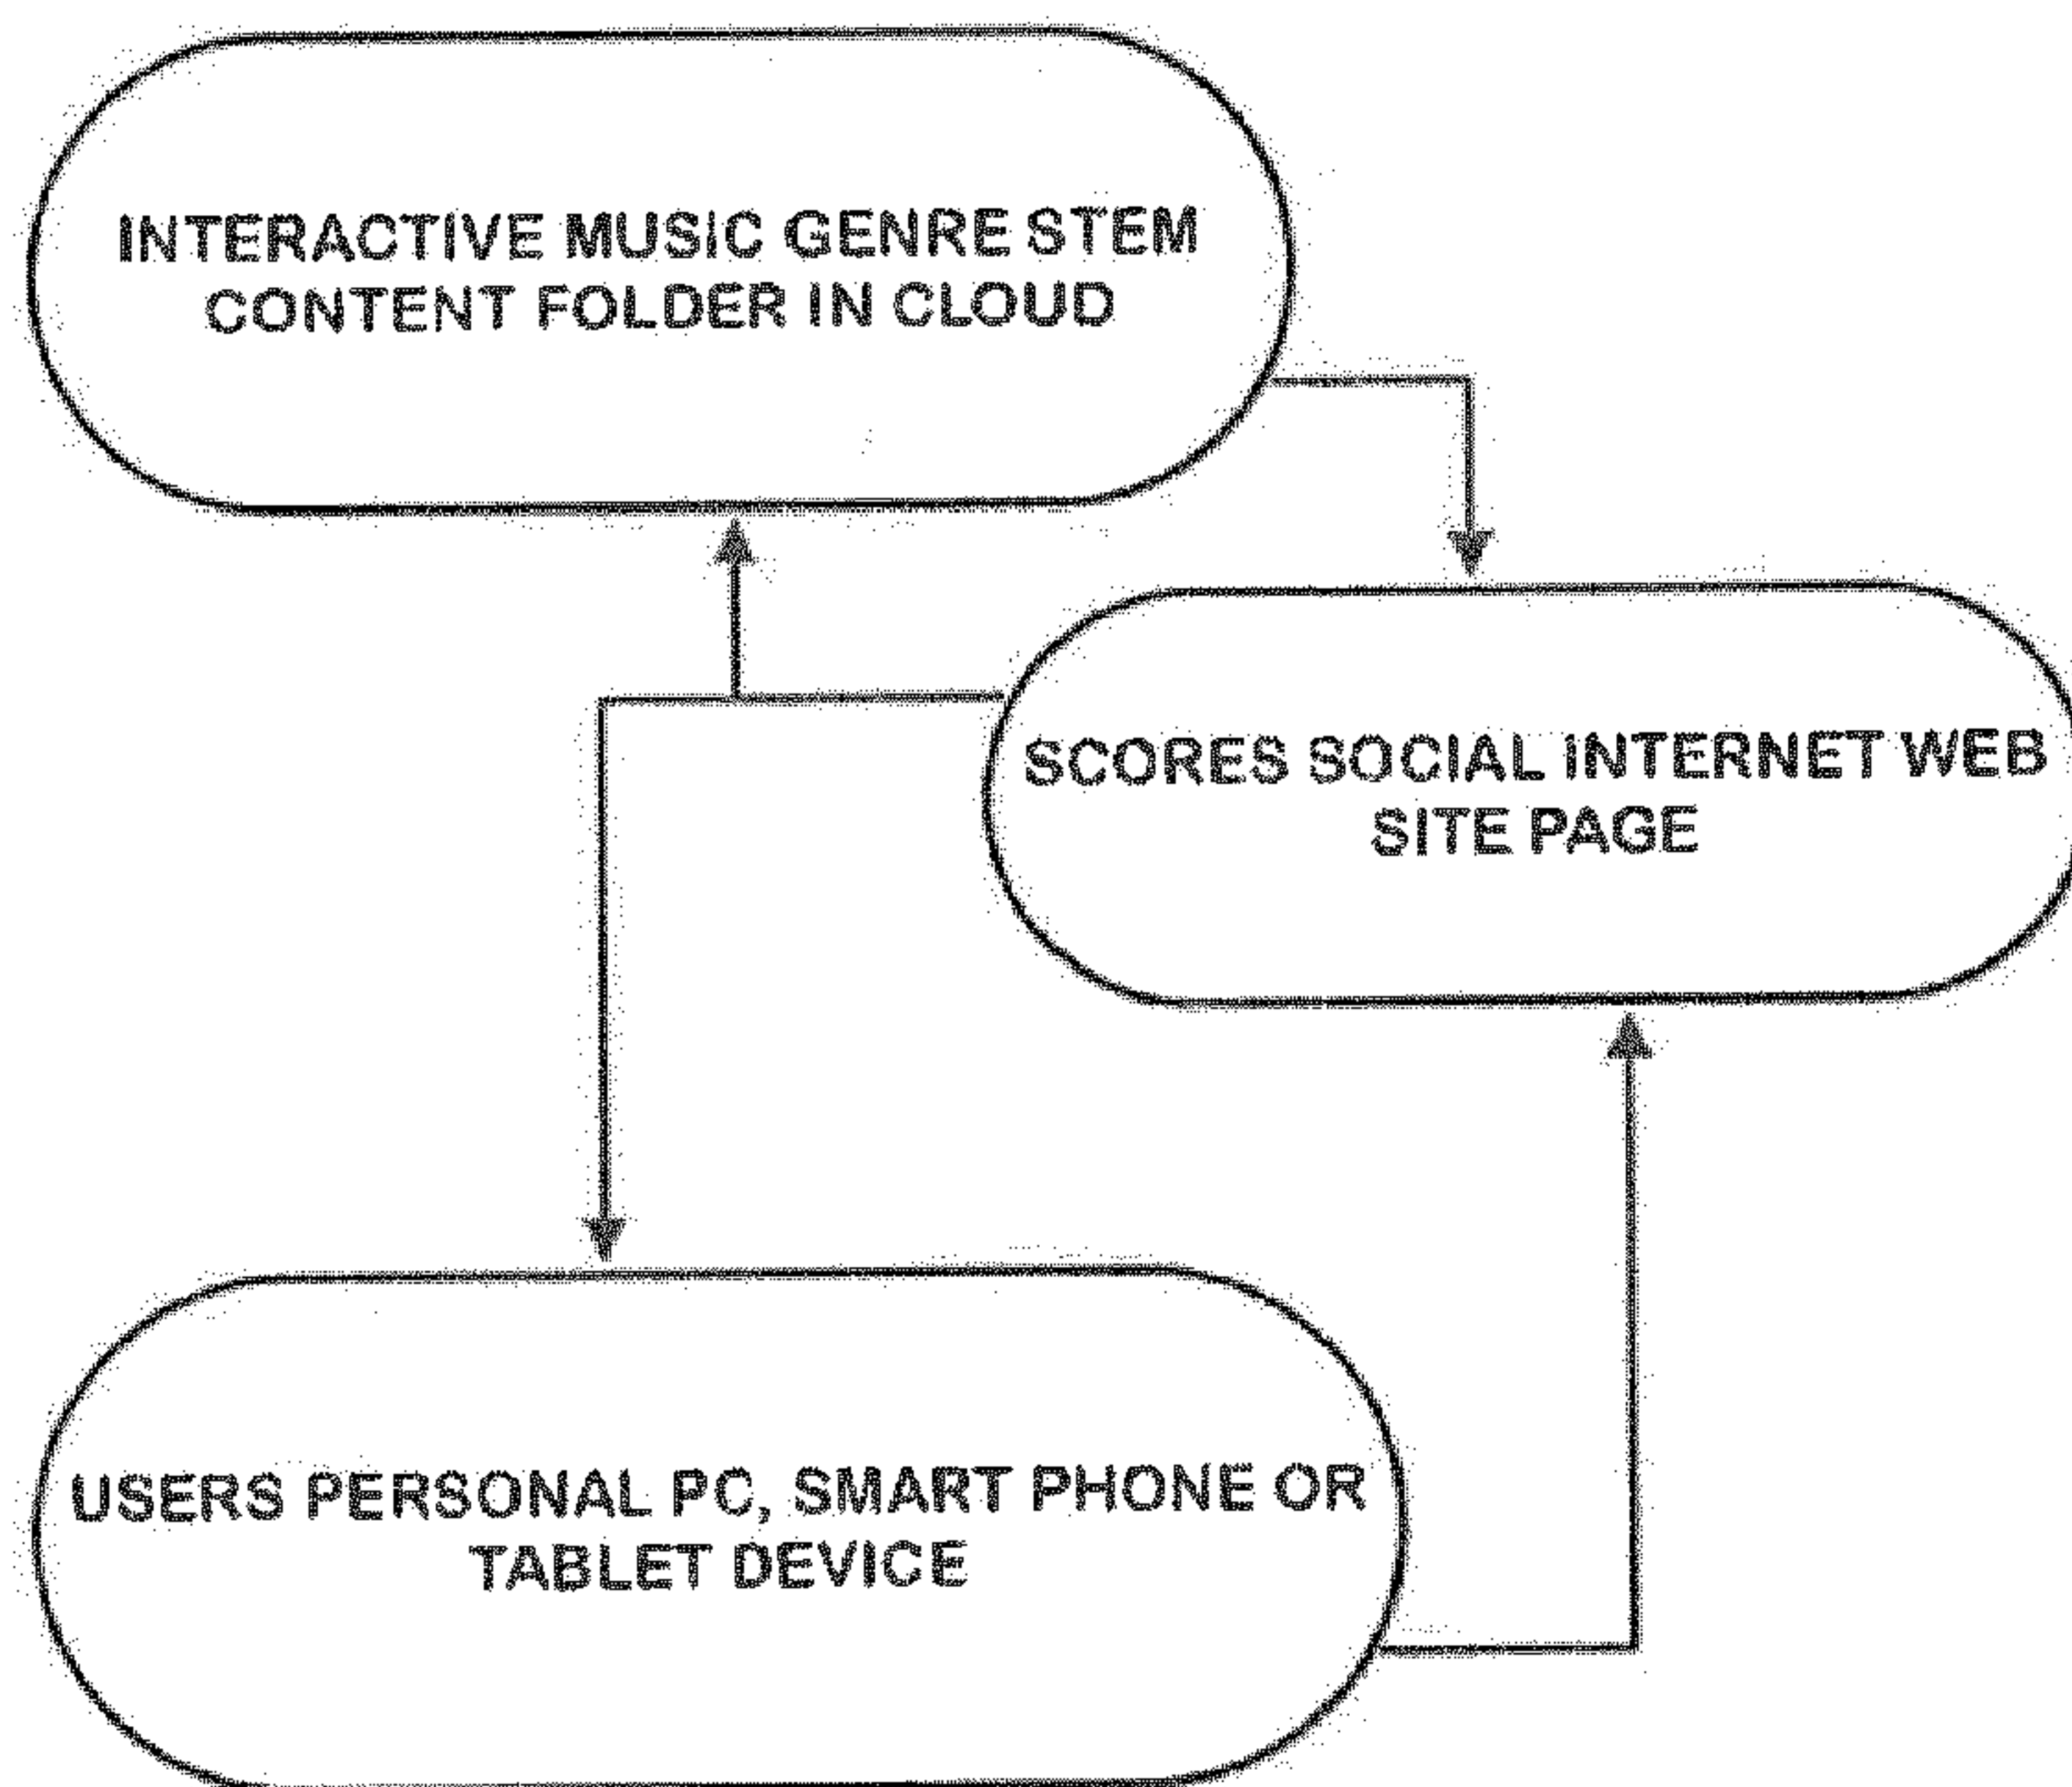 INTERACTIVE MUSIC GENRE STEM
CONTENT FOLDER IN CLOUD
SCORES SOCIAL INTERNET WEB
SITE PAGE
USERS PERSONAL PC, SMART PHONE OR
TABLET DEVICE